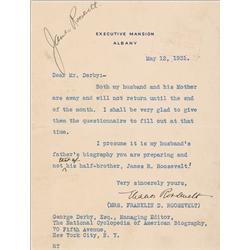 James Roosevelt
EXECUTIVE MANSION
ALBANY
May 12, 1931.
Dear Mr. Derby:-
Both my husband and his Mother
are away and will not return until the
end of the month. I shall be very glad to
give them the questionnaire to fill out at
that time.
I presume it is my husband's
father's biography you are preparing and
not his half-brother, James R. Roosevelt?
Very sincerely yours,
(MRS. FRANKLIN D. ROOSEVELT)
George Derby, Esq., Managing Editor,
The National Cyclopedia of American Biography,
70 Fifth Avenue,
New York City, N. Y.
RT